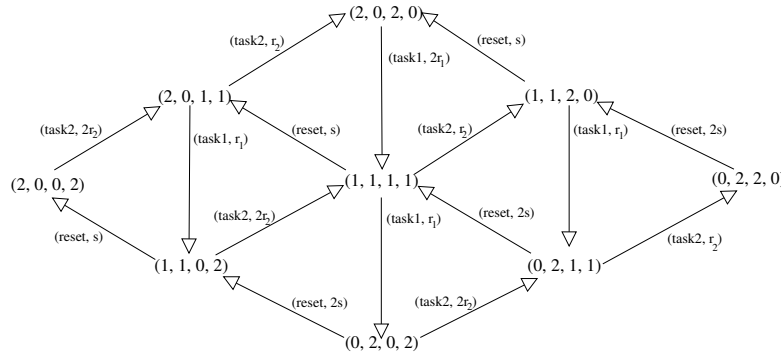 (2, 0, 2, 0)
(task2, r2)
(task1, 2r1)
(reset, s)
(2, 0, 1, 1)
(1, 1, 2, 0)
(task2, 2r2)
(task1, r1)
(reset, s)
(task2, r2)
(task1, r1)
(reset, 2s)
(2, 0, 0, 2)
(1, 1, 1, 1)
(0, 2, 2, 0)
(reset, s)
(task2, 2r2)
(task1, r1)
(reset, 2s)
(task2, r2)
(1, 1, 0, 2)
(0, 2, 1, 1)
(reset, 2s)
(task2, 2r2)
(0, 2, 0, 2)